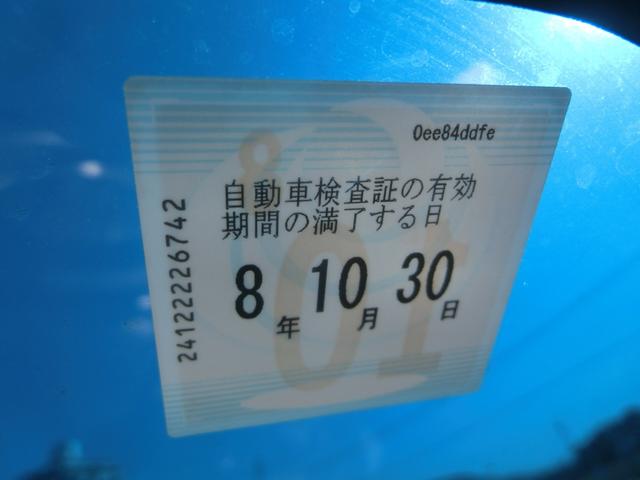 0ee84ddfe
自動車検査証の有効
期間の満了する日
8年10月30日
241222226742